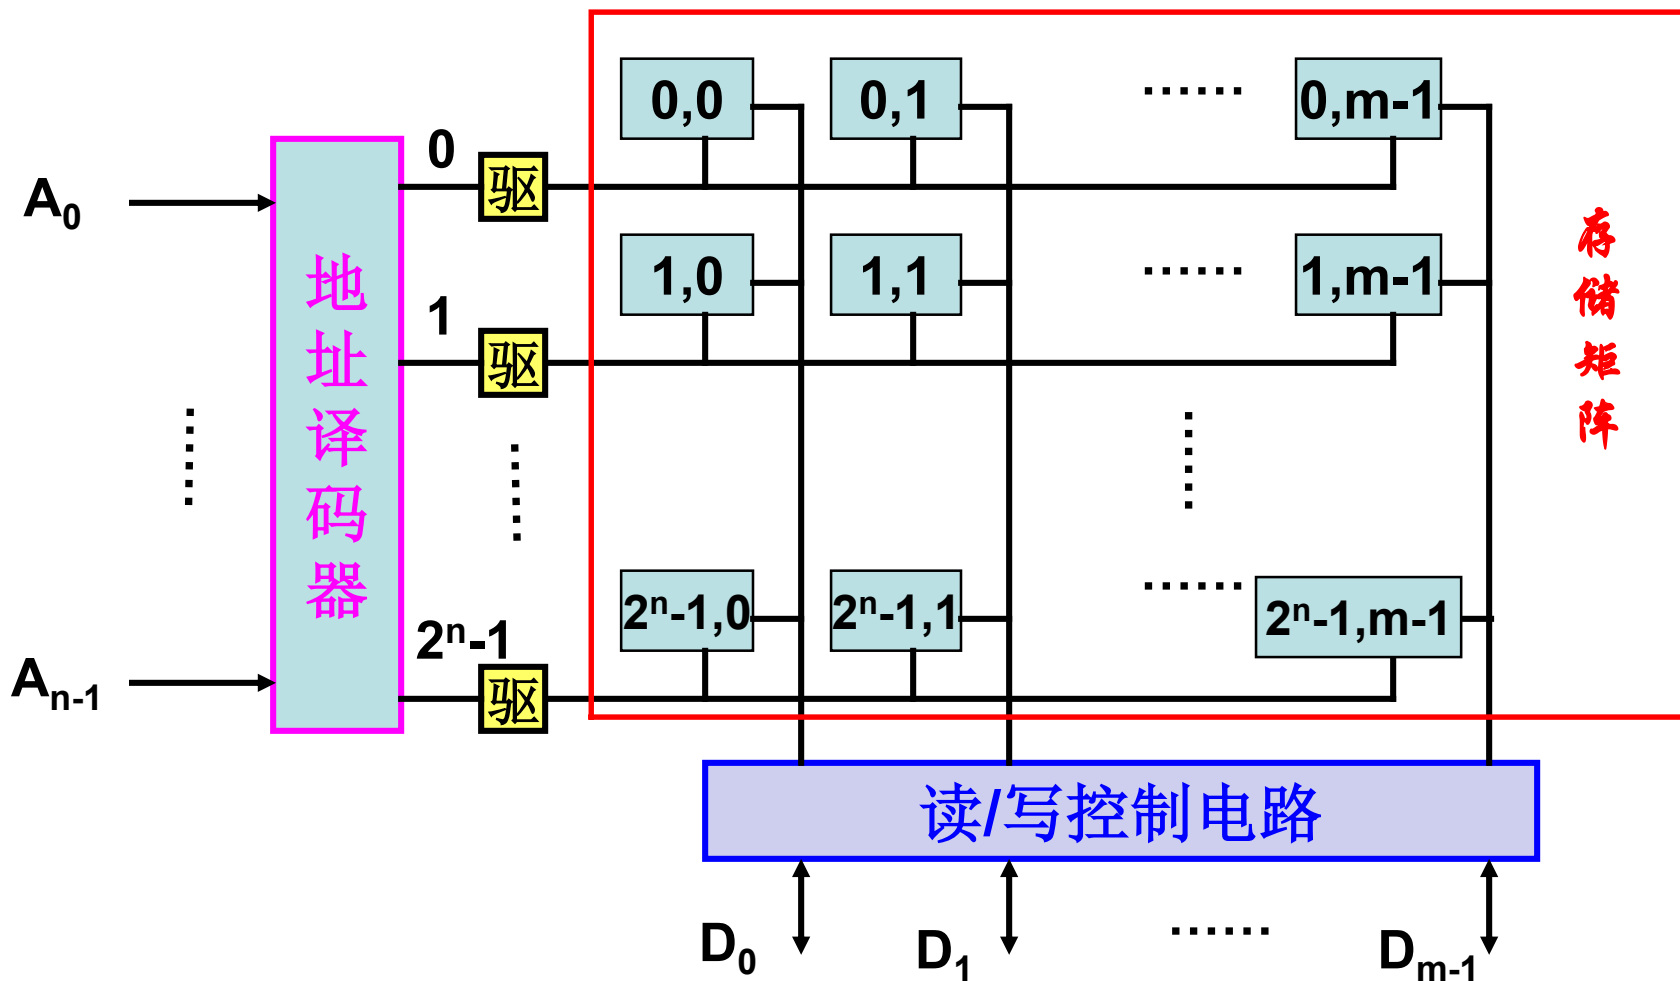 0,0 0,1 ...... 0,m-1
0 驱
A₀
1,0 1,1 ...... 1,m-1
1 驱
地址译码器
存储矩阵
......
......
......
2ⁿ-1,0 2ⁿ-1,1 ...... 2ⁿ-1,m-1
2ⁿ-1 驱
Aₙ₋₁
读/写控制电路
D₀ D₁ ...... Dₘ₋₁